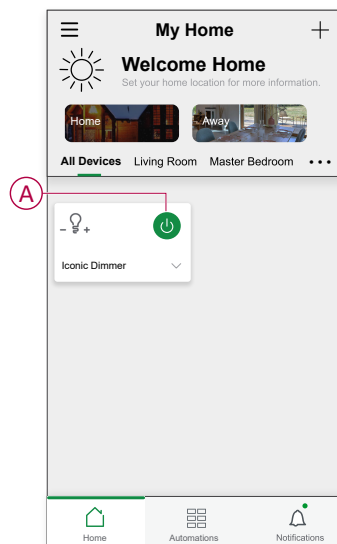 My Home
Welcome Home
Set your home location for more information.
Home
Away
All Devices Living Room Master Bedroom
A
Iconic Dimmer
Home Automations Notifications